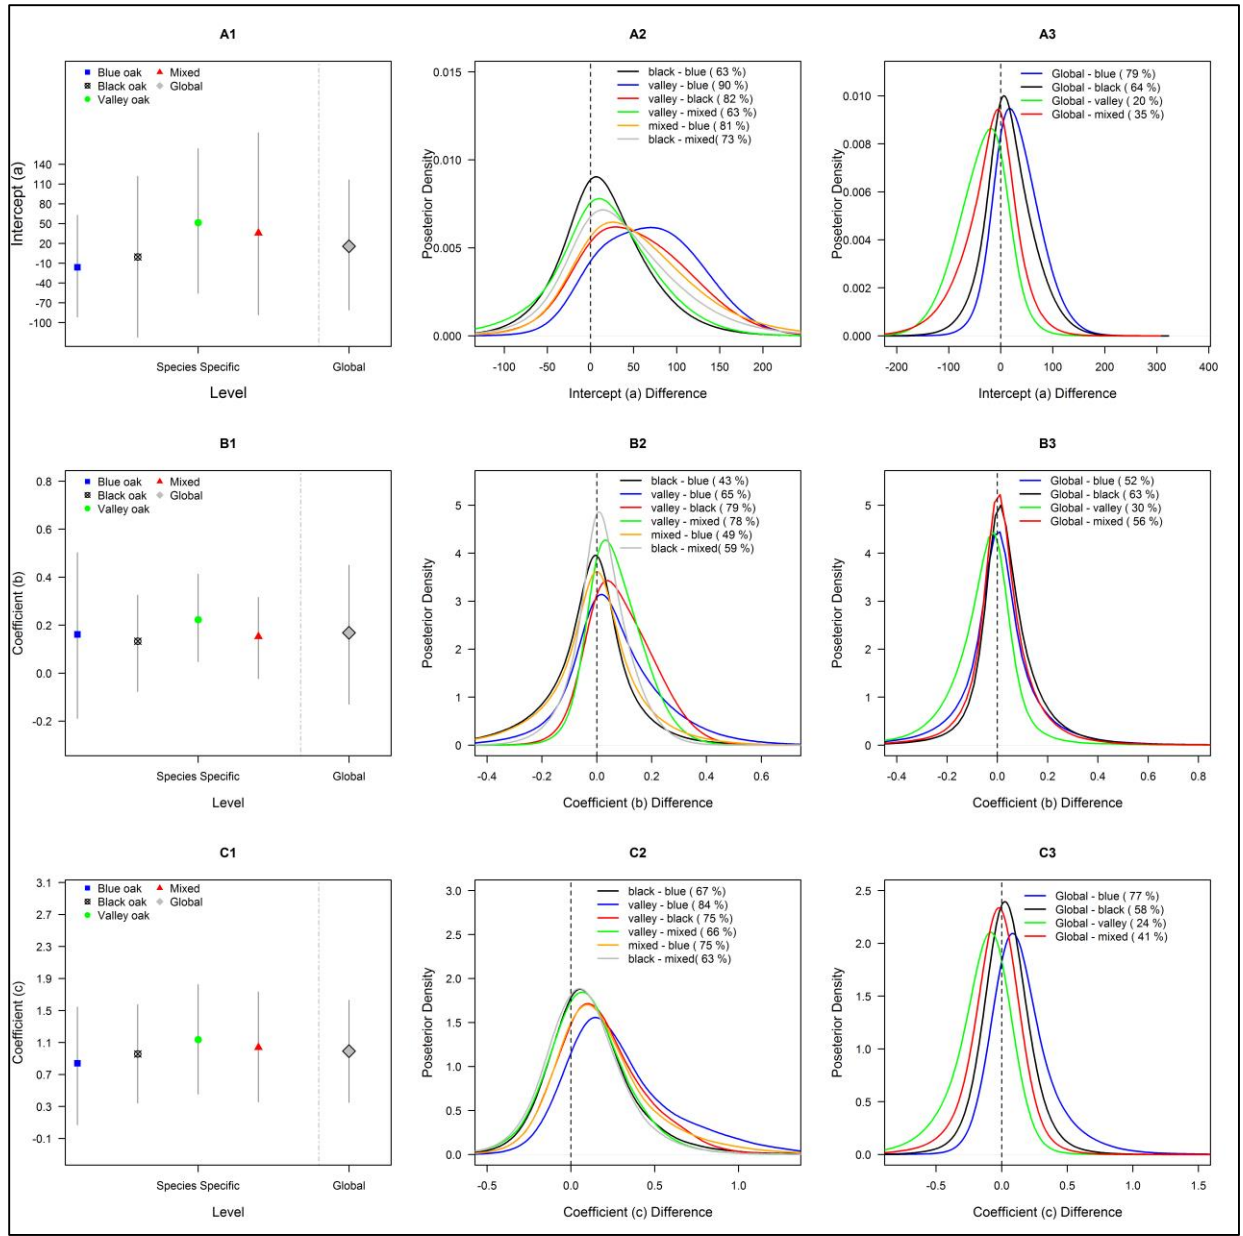 A1
Blue oak
Mixed
Black oak
Global
Valley oak
Intercept (a)
140
110
80
50
20
-10
-40
-70
-100
Species Specific
Global
Level
A2
black - blue ( 63 %)
valley - blue ( 90 %)
valley - black ( 82 %)
valley - mixed ( 63 %)
mixed - blue ( 81 %)
black - mixed( 73 %)
Poseterior Density
0.015
0.010
0.005
0.000
-100
-50
0
50
100
150
200
Intercept (a) Difference
A3
Global - blue ( 79 %)
Global - black ( 64 %)
Global - valley ( 20 %)
Global - mixed ( 35 %)
Poseterior Density
0.010
0.008
0.006
0.004
0.002
0.000
-200
-100
0
100
200
300
400
Intercept (a) Difference
B1
Blue oak
Mixed
Black oak
Global
Valley oak
Coefficient (b)
0.8
0.6
0.4
0.2
0.0
-0.2
Species Specific
Global
Level
B2
black - blue ( 43 %)
valley - blue ( 65 %)
valley - black ( 79 %)
valley - mixed ( 78 %)
mixed - blue ( 49 %)
black - mixed( 59 %)
Poseterior Density
5
4
3
2
1
0
-0.4
-0.2
0.0
0.2
0.4
0.6
Coefficient (b) Difference
B3
Global - blue ( 52 %)
Global - black ( 63 %)
Global - valley ( 30 %)
Global - mixed ( 56 %)
Poseterior Density
5
4
3
2
1
0
-0.4
-0.2
0.0
0.2
0.4
0.6
0.8
Coefficient (b) Difference
C1
Blue oak
Mixed
Black oak
Global
Valley oak
Coefficient (c)
3.1
2.7
2.3
1.9
1.5
1.1
0.7
0.3
-0.1
Species Specific
Global
Level
C2
black - blue ( 67 %)
valley - blue ( 84 %)
valley - black ( 75 %)
valley - mixed ( 66 %)
mixed - blue ( 75 %)
black - mixed( 63 %)
Poseterior Density
3.0
2.5
2.0
1.5
1.0
0.5
0.0
-0.5
0.0
0.5
1.0
Coefficient (c) Difference
C3
Global - blue ( 77 %)
Global - black ( 58 %)
Global - valley ( 24 %)
Global - mixed ( 41 %)
Poseterior Density
2.5
2.0
1.5
1.0
0.5
0.0
-0.5
0.0
0.5
1.0
1.5
Coefficient (c) Difference